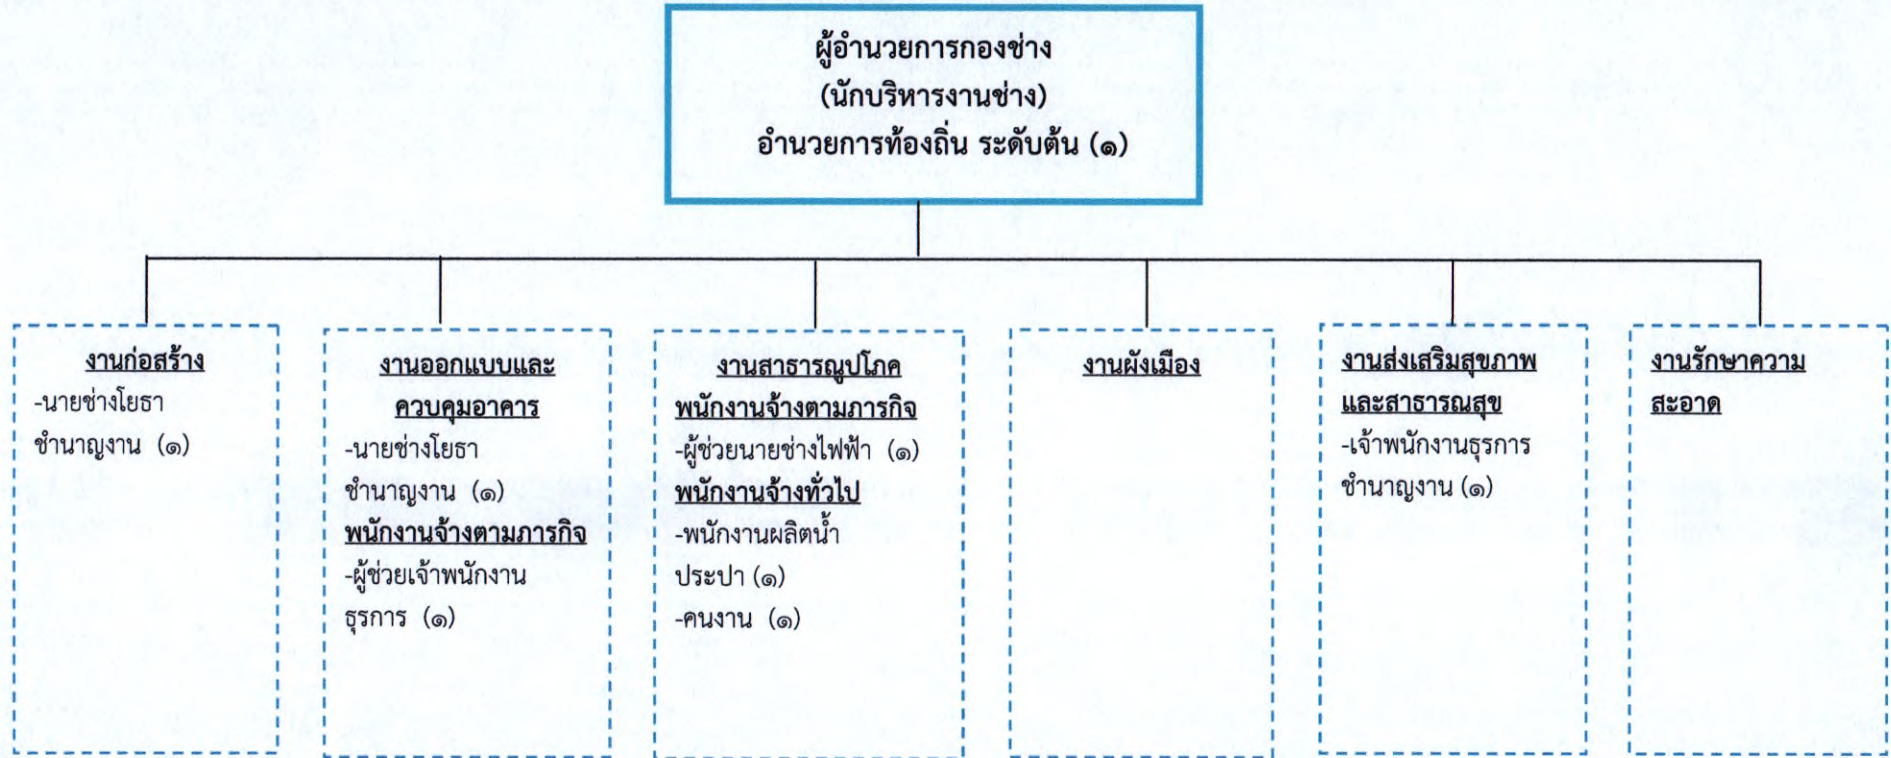 ผู้อำนวยการกองช่าง
(นักบริหารงานช่าง)
อำนวยการท้องถิ่น ระดับต้น (๑)
งานก่อสร้าง
-นายช่างโยธา
ชำนาญงาน (๑)
งานออกแบบและ
ควบคุมอาคาร
-นายช่างโยธา
ชำนาญงาน (๑)
พนักงานจ้างตามภารกิจ
-ผู้ช่วยเจ้าพนักงาน
ธุรการ (๑)
งานสาธารณูปโภค
พนักงานจ้างตามภารกิจ
-ผู้ช่วยนายช่างไฟฟ้า (๑)
พนักงานจ้างทั่วไป
-พนักงานผลิตน้ำ
ประปา (๑)
-คนงาน (๑)
งานผังเมือง
งานส่งเสริมสุขภาพ
และสาธารณสุข
-เจ้าพนักงานธุรการ
ชำนาญงาน (๑)
งานรักษาความ
สะอาด